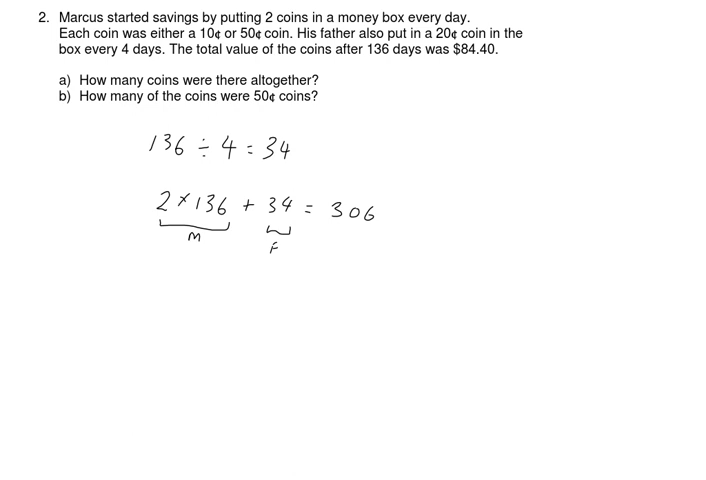 2. Marcus started savings by putting 2 coins in a money box every day.
Each coin was either a 10¢ or 50¢ coin. His father also put in a 20¢ coin in the
box every 4 days. The total value of the coins after 136 days was $84.40.
a) How many coins were there altogether?
b) How many of the coins were 50¢ coins?
136 ÷ 4 = 34
2 × 136 + 34 = 306
M F